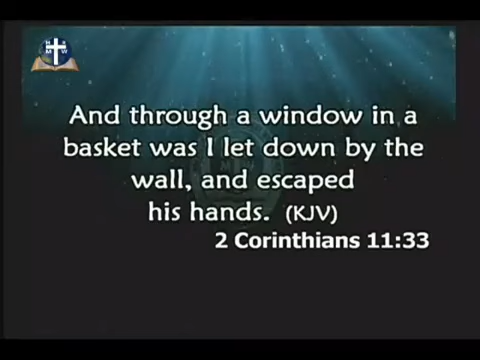 And through a window in a
basket was I let down by the
wall, and escaped
his hands. (KJV)
2 Corinthians 11:33